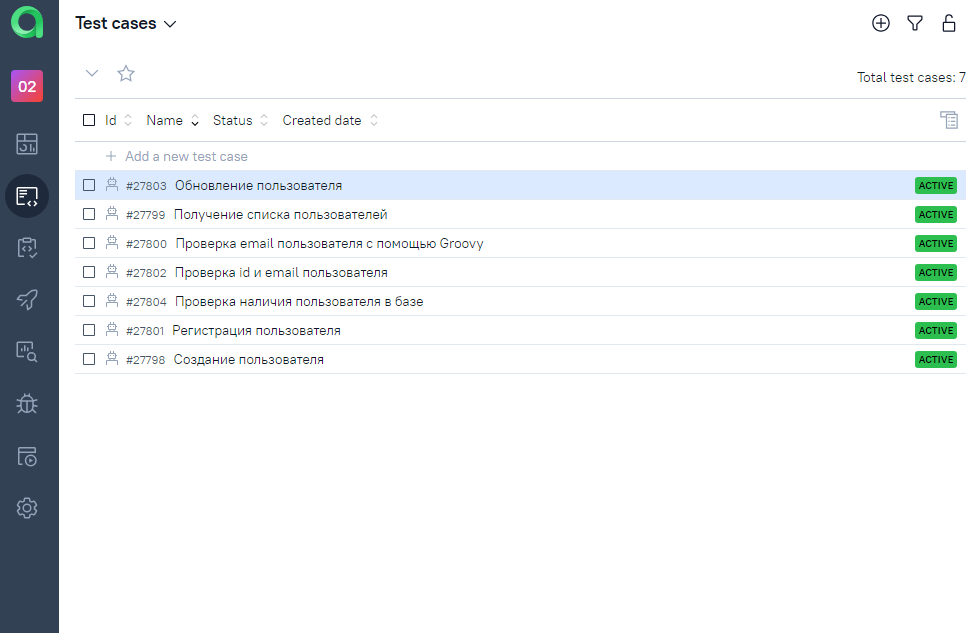 Test cases
02
Total test cases: 7
Id Name Status Created date
Add a new test case
#27803 Обновление пользователя ACTIVE
#27799 Получение списка пользователей ACTIVE
#27800 Проверка email пользователя с помощью Groovy ACTIVE
#27802 Проверка id и email пользователя ACTIVE
#27804 Проверка наличия пользователя в базе ACTIVE
#27801 Регистрация пользователя ACTIVE
#27798 Создание пользователя ACTIVE